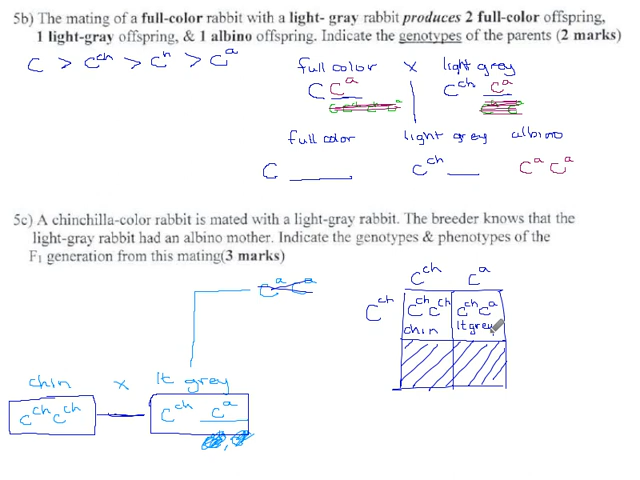 5b) The mating of a full-color rabbit with a light- gray rabbit produces 2 full-color offspring,
1 light-gray offspring, & 1 albino offspring. Indicate the genotypes of the parents (2 marks)
C > C^ch > C^h > C^a
full color x light grey
C C^a C^ch C^a
full color light grey albino
C ____ C^ch ___ C^a C^a
5c) A chinchilla-color rabbit is mated with a light-gray rabbit. The breeder knows that the
light-gray rabbit had an albino mother. Indicate the genotypes & phenotypes of the
F₁ generation from this mating(3 marks)
C^ch C^a
C^a C^a
C^ch C^ch C^ch C^ch C^a
chin lt grey
chin x lt grey
C^ch C^ch C^ch C^a